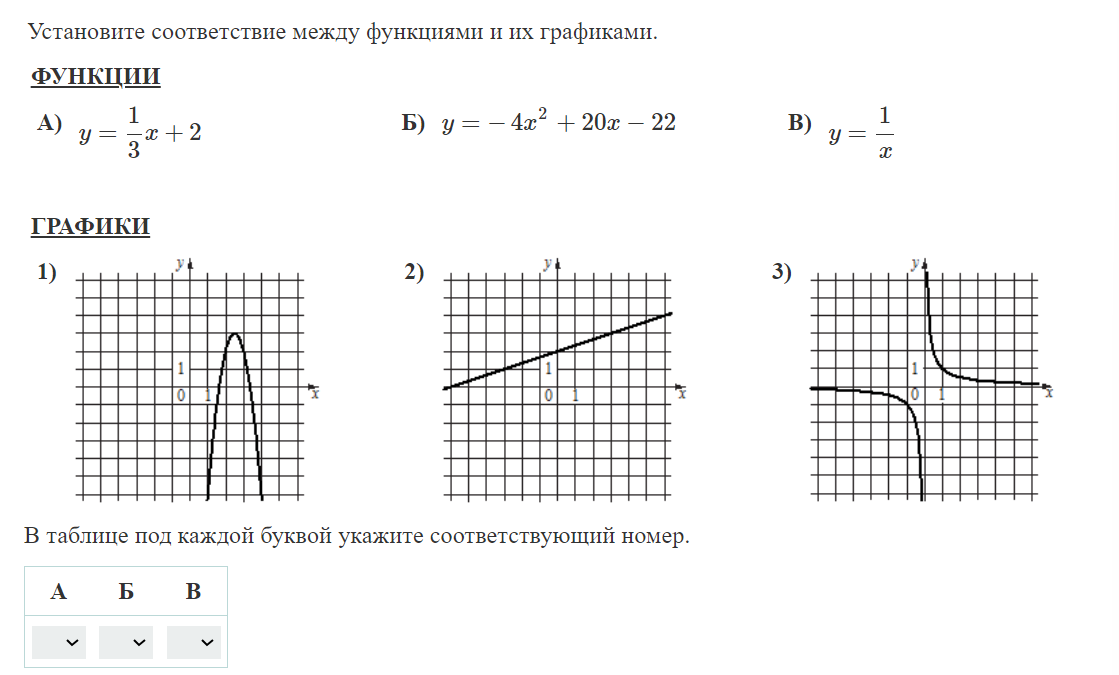 Установите соответствие между функциями и их графиками.
ФУНКЦИИ
А) y = 1/3 x + 2 Б) y = − 4x² + 20x − 22 В) y = 1/x
ГРАФИКИ
1) y 1 0 1 x 2) y 1 0 1 x 3) y 1 0 1 x
В таблице под каждой буквой укажите соответствующий номер.
А Б В